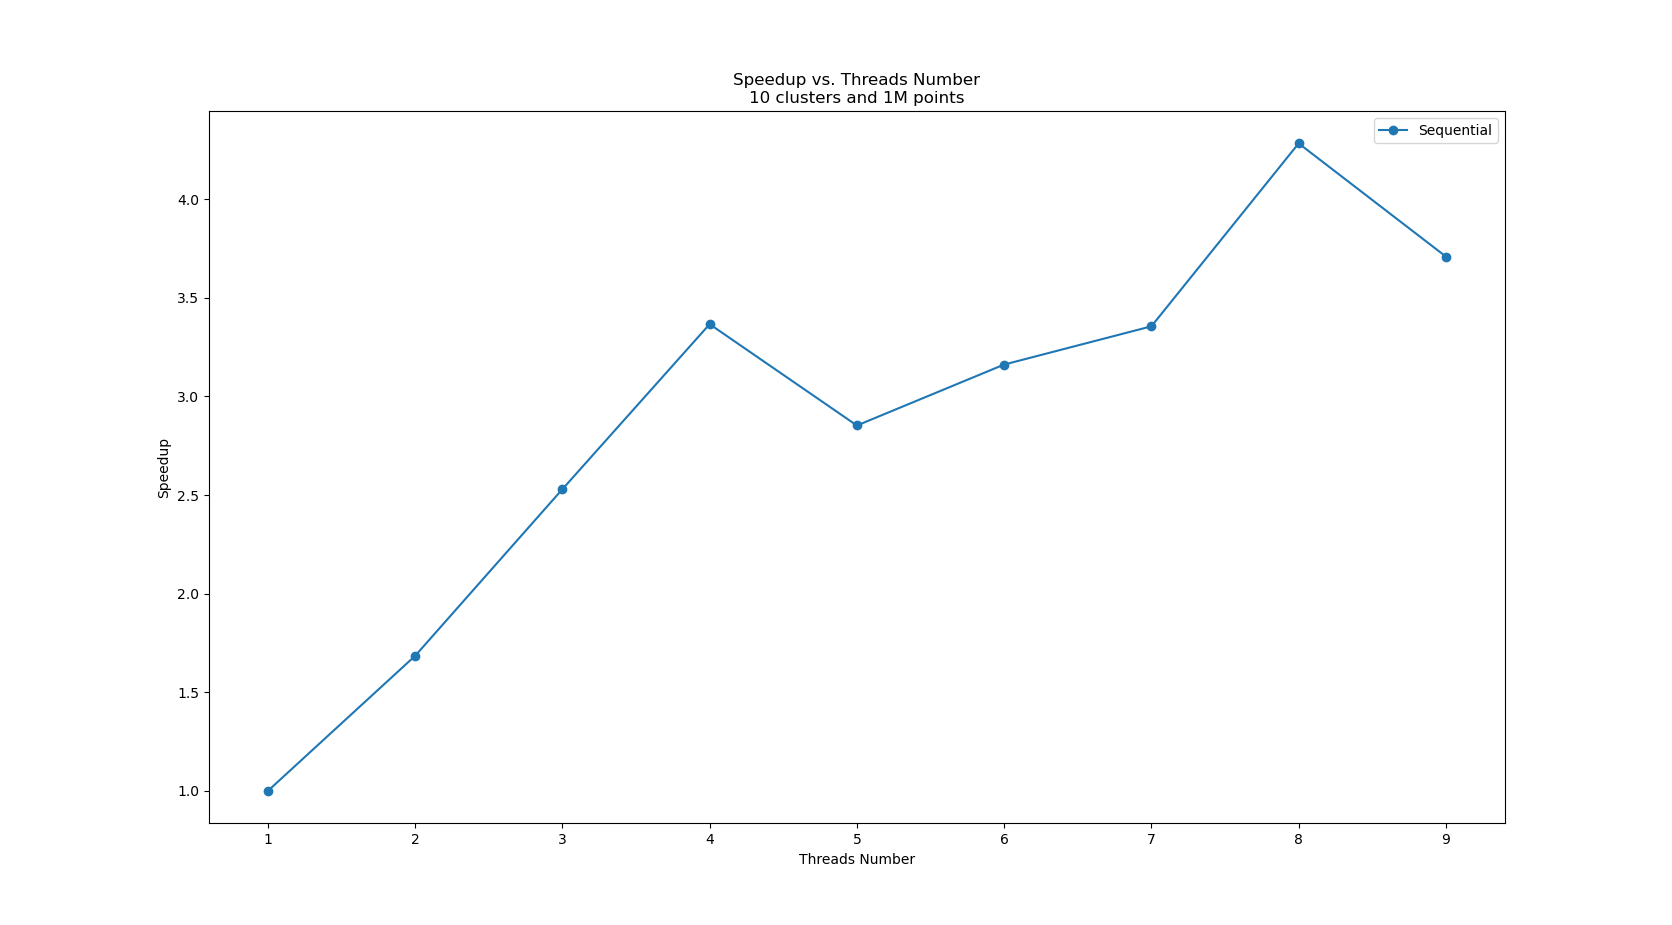 Speedup vs. Threads Number
10 clusters and 1M points
Sequential
4.0
3.5
3.0
2.5
2.0
1.5
1.0
Speedup
1 2 3 4 5 6 7 8 9
Threads Number